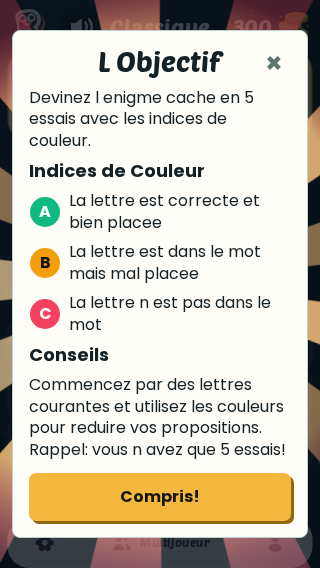 Classique
300
L Objectif
×
Devinez l enigme cache en 5
essais avec les indices de
couleur.
Indices de Couleur
A
La lettre est correcte et
bien placee
B
La lettre est dans le mot
mais mal placee
C
La lettre n est pas dans le
mot
Conseils
Commencez par des lettres
courantes et utilisez les couleurs
pour reduire vos propositions.
Rappel: vous n avez que 5 essais!
Compris!
Multijoueur